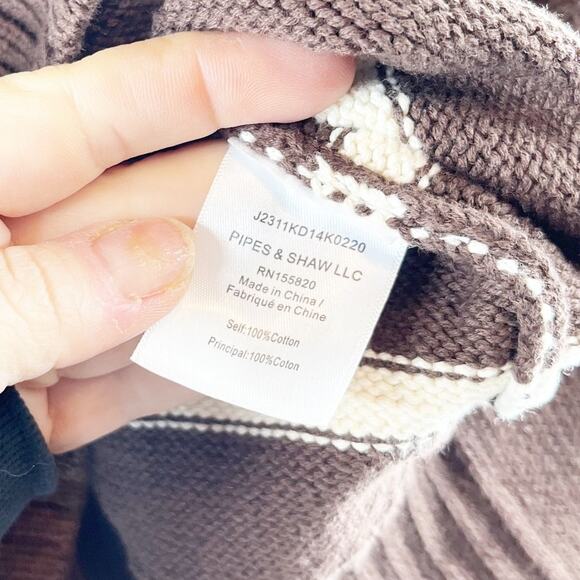 J2311KD14K0220
PIPES & SHAW LLC
RN155820
Made in China /
Fabriqué en Chine
Self:100%Cotton
Principal:100%Coton